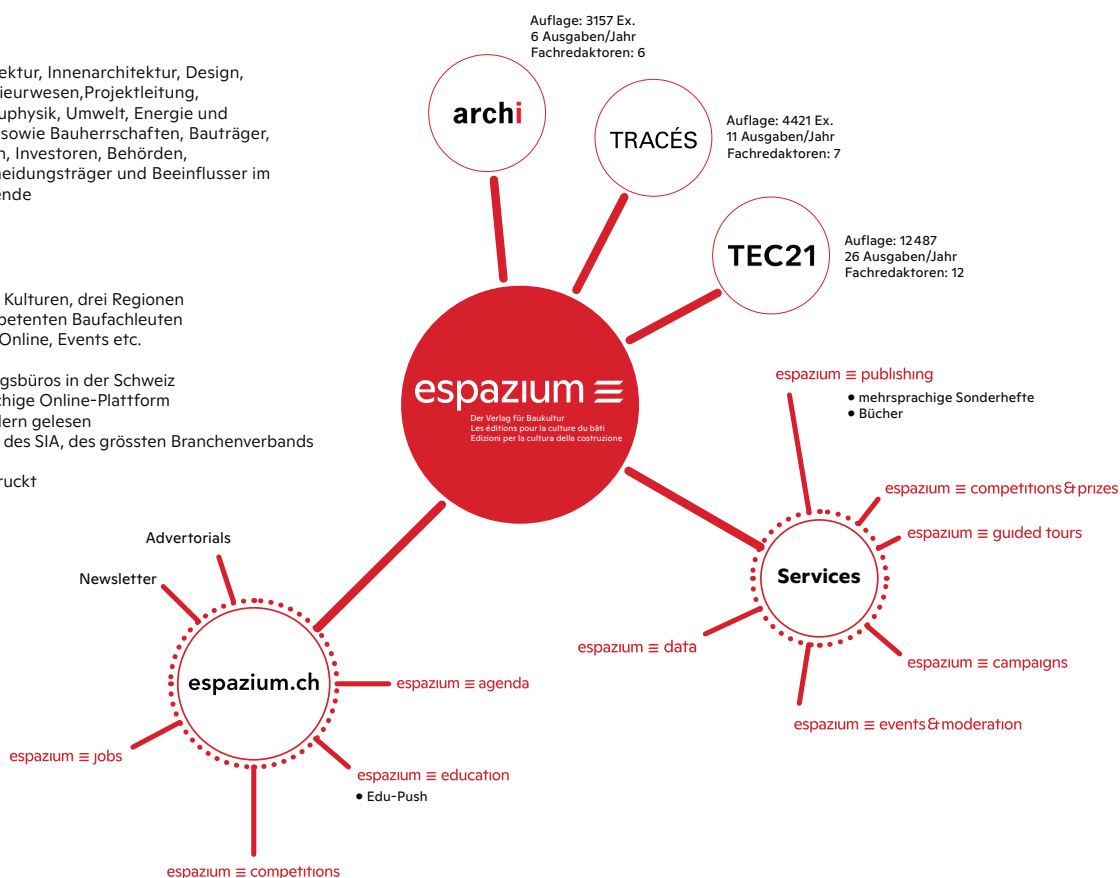 Auflage: 3157 Ex.
6 Ausgaben/Jahr
Fachredaktoren: 6
archi
TRACÉS
Auflage: 4421 Ex.
11 Ausgaben/Jahr
Fachredaktoren: 7
TEC21
Auflage: 12487
26 Ausgaben/Jahr
Fachredaktoren: 12
ektur, Innenarchitektur, Design,
ieurwesen,Projektleitung,
uphysik, Umwelt, Energie und
sowie Bauherrschaften, Bauträger,
n, Investoren, Behörden,
neidungsträger und Beeinflusser im
ende
Kulturen, drei Regionen
petenten Baufachleuten
Online, Events etc.
gsbüros in der Schweiz
chige Online-Plattform
dern gelesen
des SIA, des grössten Branchenverbands
ruckt
espazium
Der Verlag für Baukultur
Les éditions pour la culture du bâti
Edizioni per la cultura della costruzione
espazium publishing
• mehrsprachige Sonderhefte
• Bücher
espazium competitions & prizes
espazium guided tours
Services
espazium data
espazium campaigns
espazium events & moderation
Advertorials
Newsletter
espazium.ch
espazium agenda
espazium jobs
espazium education
• Edu-Push
espazium competitions